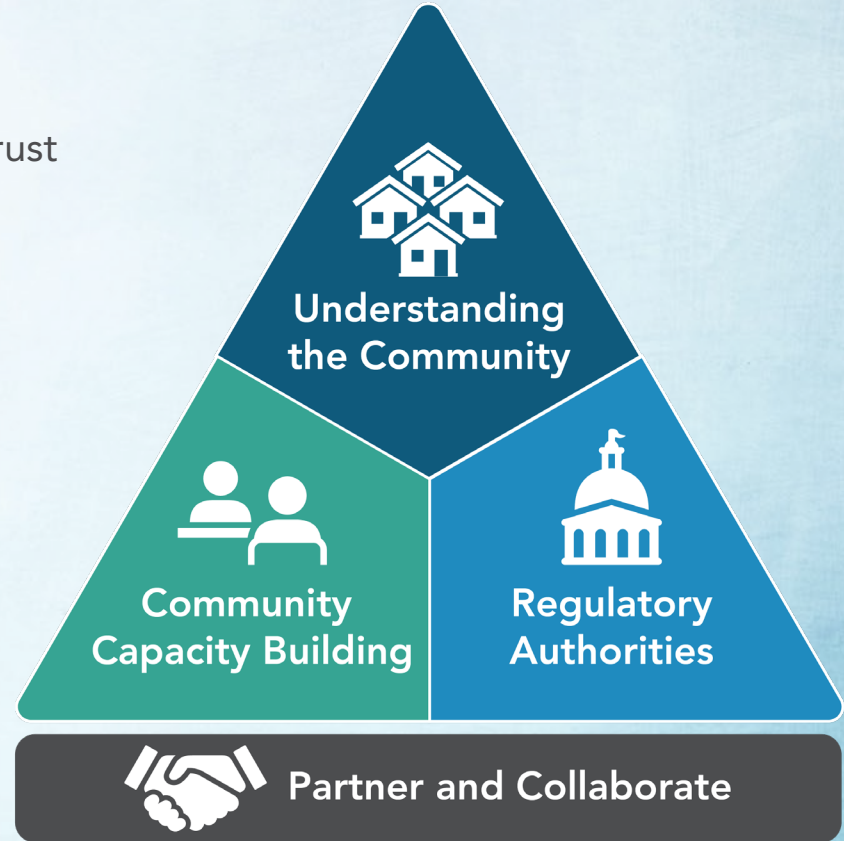 Understanding
the Community
Community
Capacity Building
Regulatory
Authorities
Partner and Collaborate